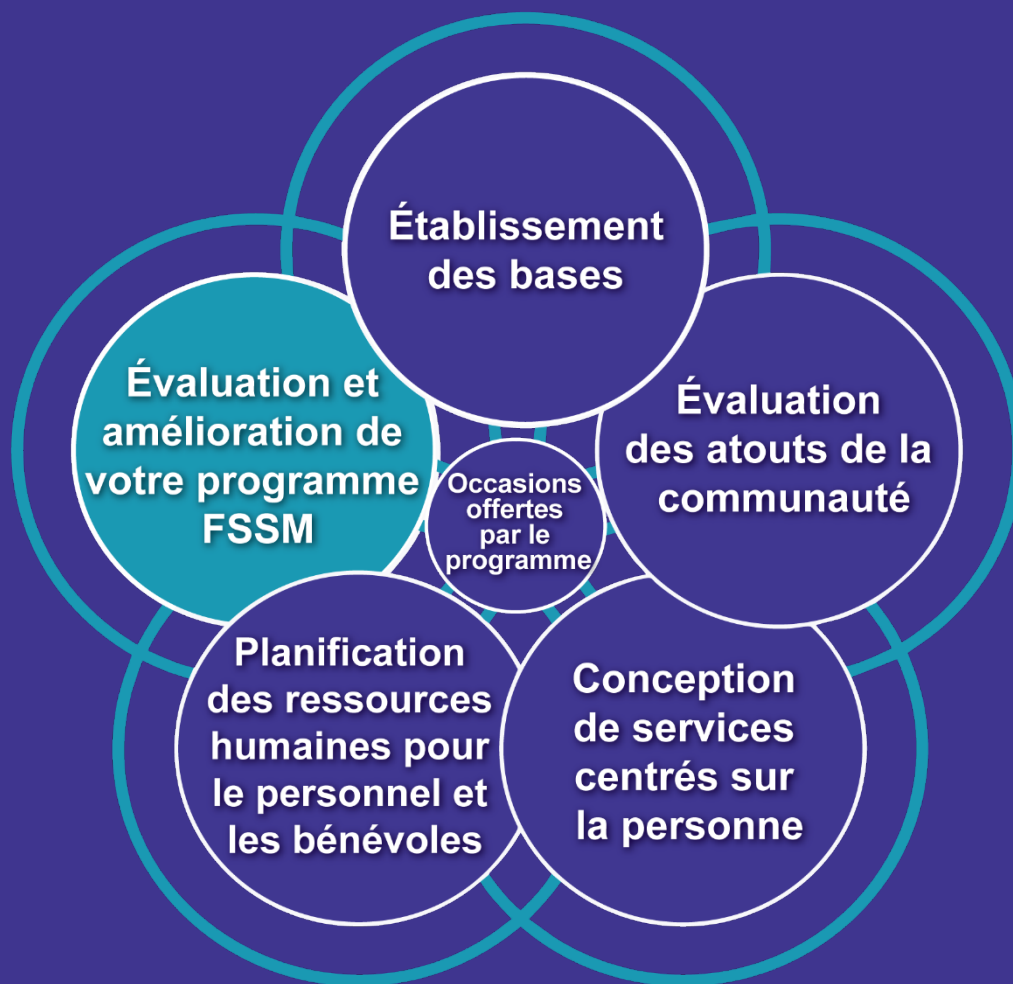 Établissement
des bases
Évaluation et
amélioration de
votre programme
FSSM
Évaluation
des atouts de la
communauté
Occasions
offertes
par le
programme
Planification
des ressources
humaines pour
le personnel et
les bénévoles
Conception
de services
centrés sur
la personne